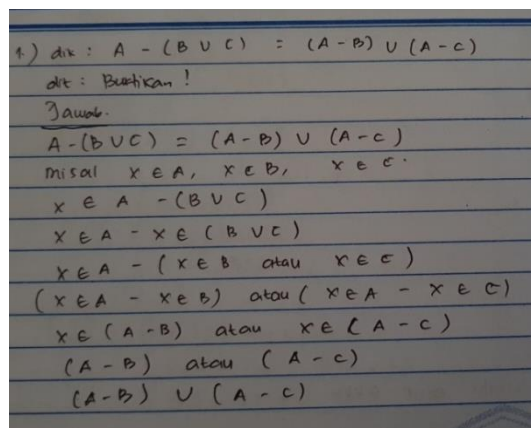 1) dik : A - (B ∪ C) = (A - B) ∪ (A - C)
dit : Buktikan !
Jawab.
A - (B ∪ C) = (A - B) ∪ (A - C)
misal x ∈ A, x ∈ B, x ∈ C.
x ∈ A - (B ∪ C)
x ∈ A - x ∈ (B ∪ C)
x ∈ A - (x ∈ B atau x ∈ C)
(x ∈ A - x ∈ B) atau (x ∈ A - x ∈ C)
x ∈ (A - B) atau x ∈ (A - C)
(A - B) atau (A - C)
(A - B) ∪ (A - C)